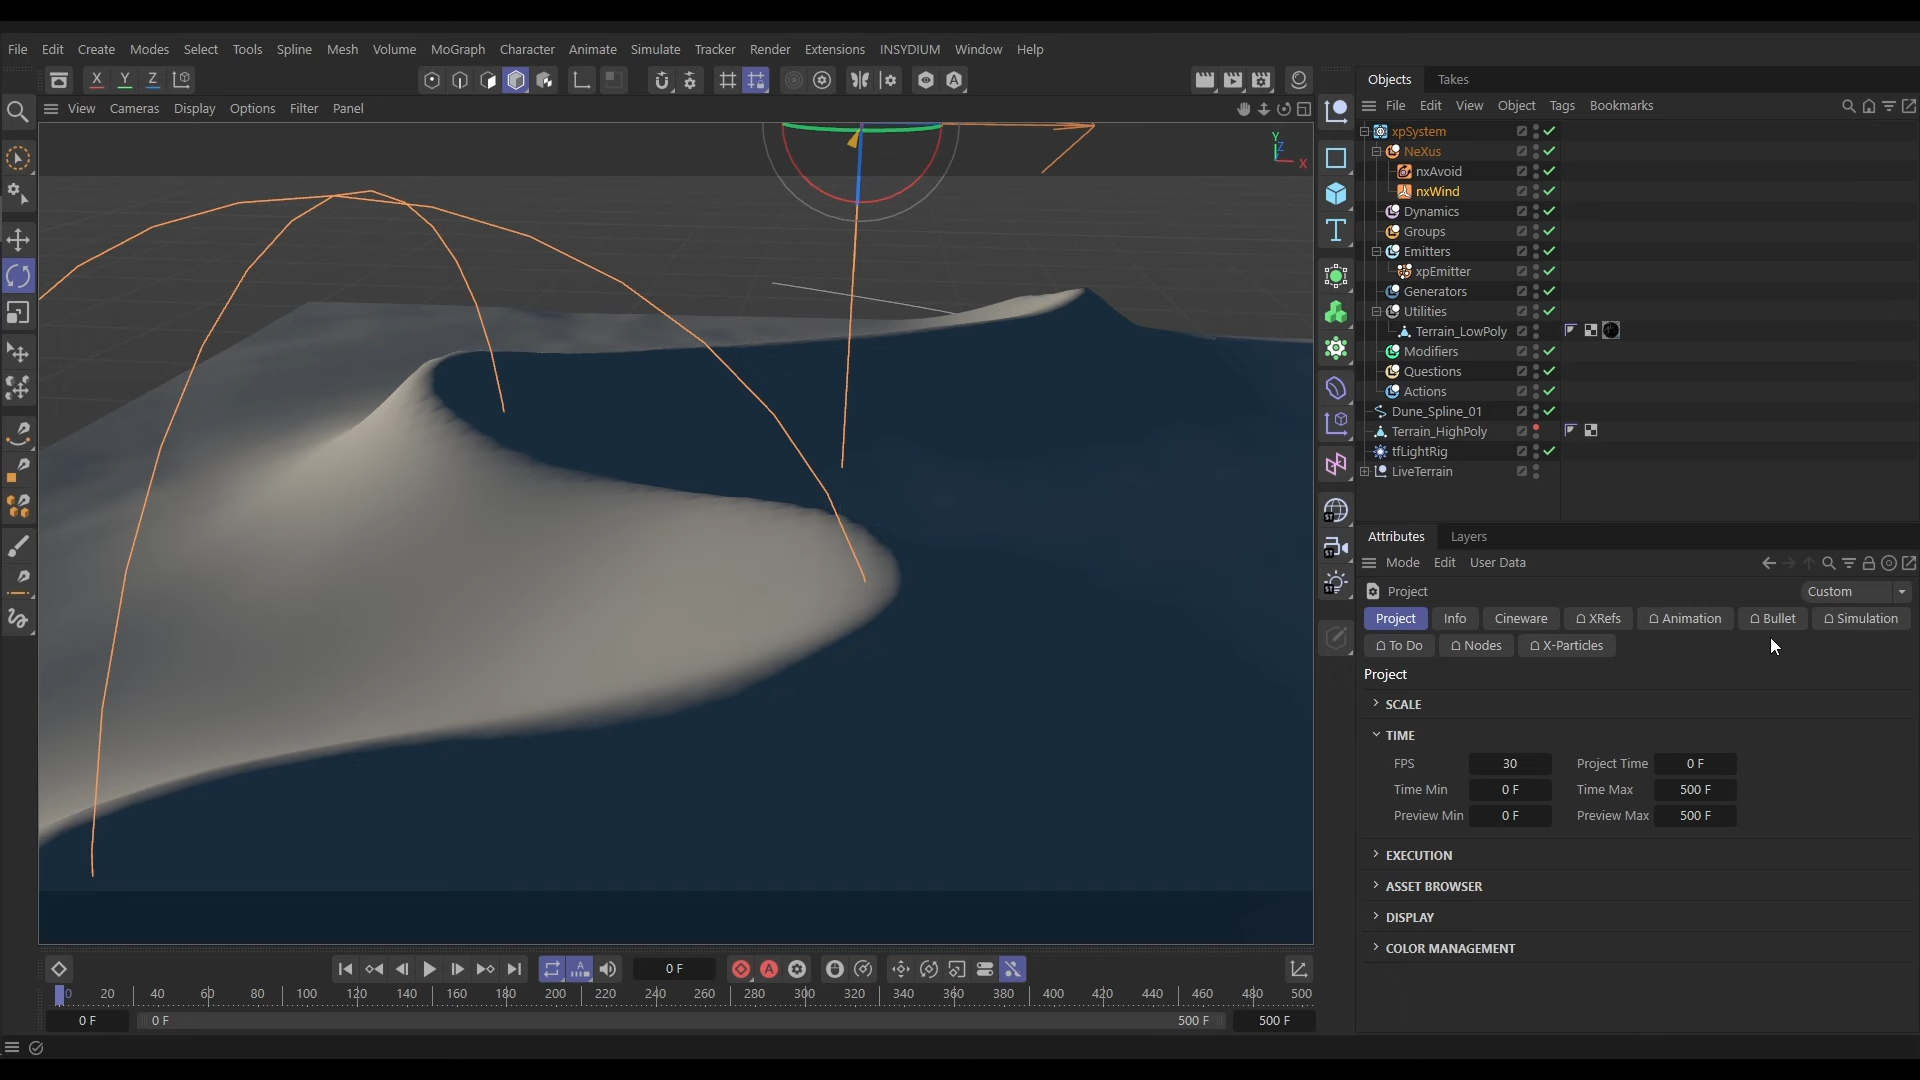 File Edit Create Modes Select Tools Spline Mesh Volume MoGraph Character Animate Simulate Tracker Render Extensions INSYDIUM Window Help
X Y Z
View Cameras Display Options Filter Panel
Y
Z
X
Objects Takes
File Edit View Object Tags Bookmarks
xpSystem
NeXus
nxAvoid
nxWind
Dynamics
Groups
Emitters
xpEmitter
Generators
Utilities
Terrain_LowPoly
Modifiers
Questions
Actions
Dune_Spline_01
Terrain_HighPoly
tfLightRig
LiveTerrain
ST
ST
ST
Attributes Layers
Mode Edit User Data
Project Custom
Project Info Cineware XRefs Animation Bullet Simulation
To Do Nodes X-Particles
Project
SCALE
TIME
FPS 30 Project Time 0 F
Time Min 0 F Time Max 500 F
Preview Min 0 F Preview Max 500 F
EXECUTION
ASSET BROWSER
DISPLAY
COLOR MANAGEMENT
A 0 F A
0 20 40 60 80 100 120 140 160 180 200 220 240 260 280 300 320 340 360 380 400 420 440 460 480 500
0 F 0 F 500 F 500 F